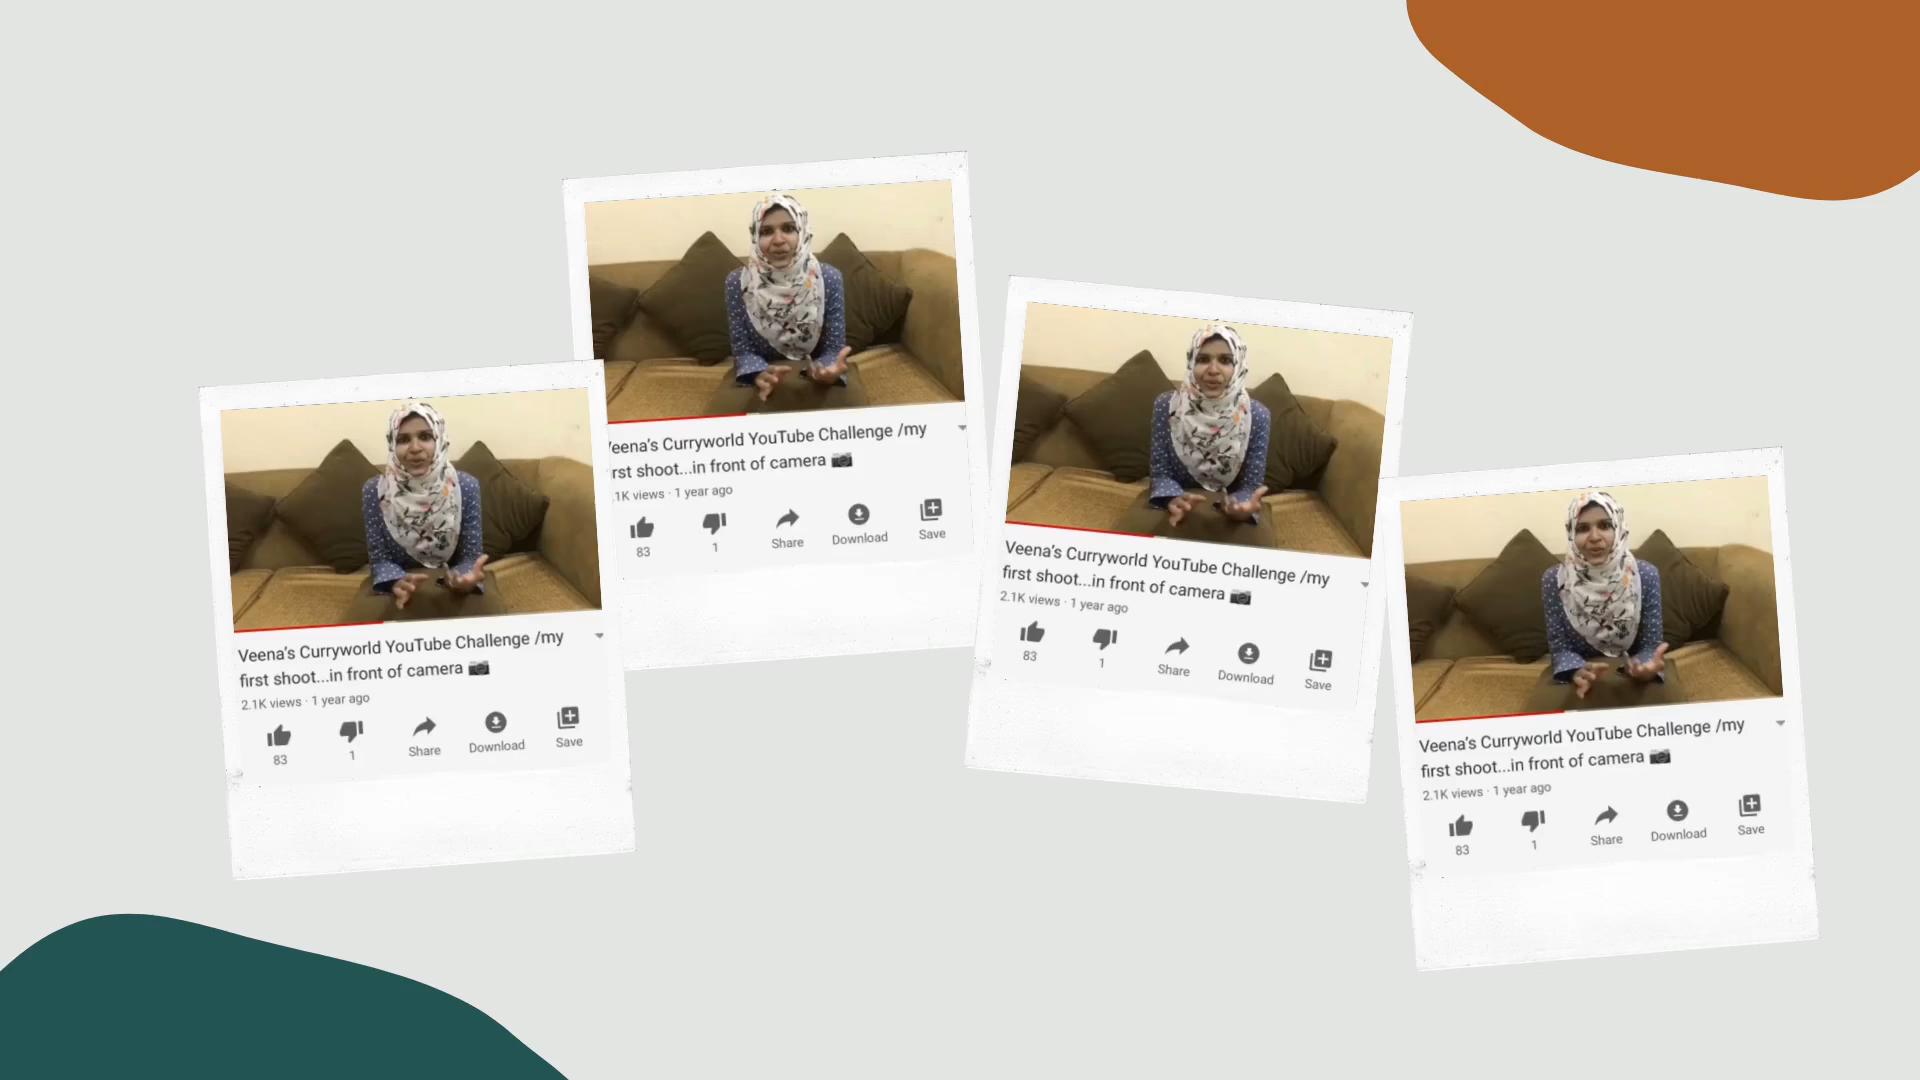 Veena's Curryworld YouTube Challenge /my
first shoot...in front of camera 📷
2.1K views · 1 year ago
83
1
Share
Download
Save
eena's Curryworld YouTube Challenge /my
rst shoot...in front of camera 📷
.1K views · 1 year ago
83
1
Share
Download
Save
Veena's Curryworld YouTube Challenge /my
first shoot...in front of camera 📷
2.1K views · 1 year ago
83
1
Share
Download
Save
Veena's Curryworld YouTube Challenge /my
first shoot...in front of camera 📷
2.1K views · 1 year ago
83
1
Share
Download
Save